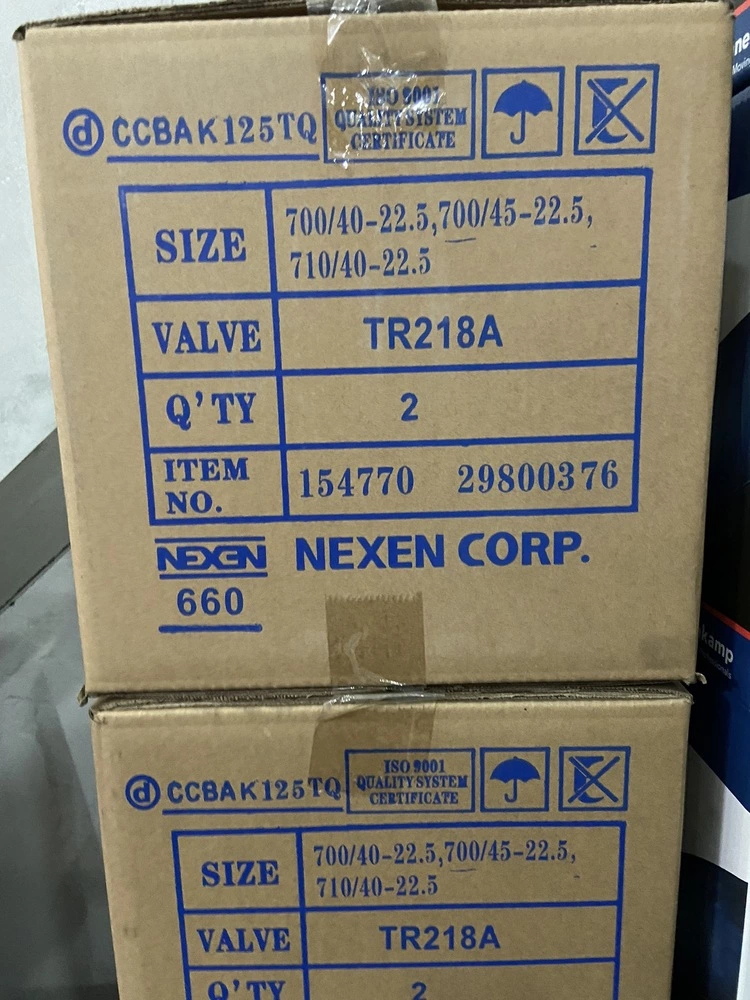 ⓓ CCBAK125TQ
ISO 9001
QUALITY SYSTEM
CERTIFICATE
SIZE
700/40-22.5,700/45-22.5,
710/40-22.5
VALVE
TR218A
Q'TY
2
ITEM
NO.
154770 29800376
NEXEN NEXEN CORP.
660
ⓓ CCBAK125TQ
ISO 9001
QUALITY SYSTEM
CERTIFICATE
SIZE
700/40-22.5,700/45-22.5,
710/40-22.5
VALVE
TR218A
Q'TY
2
kamp